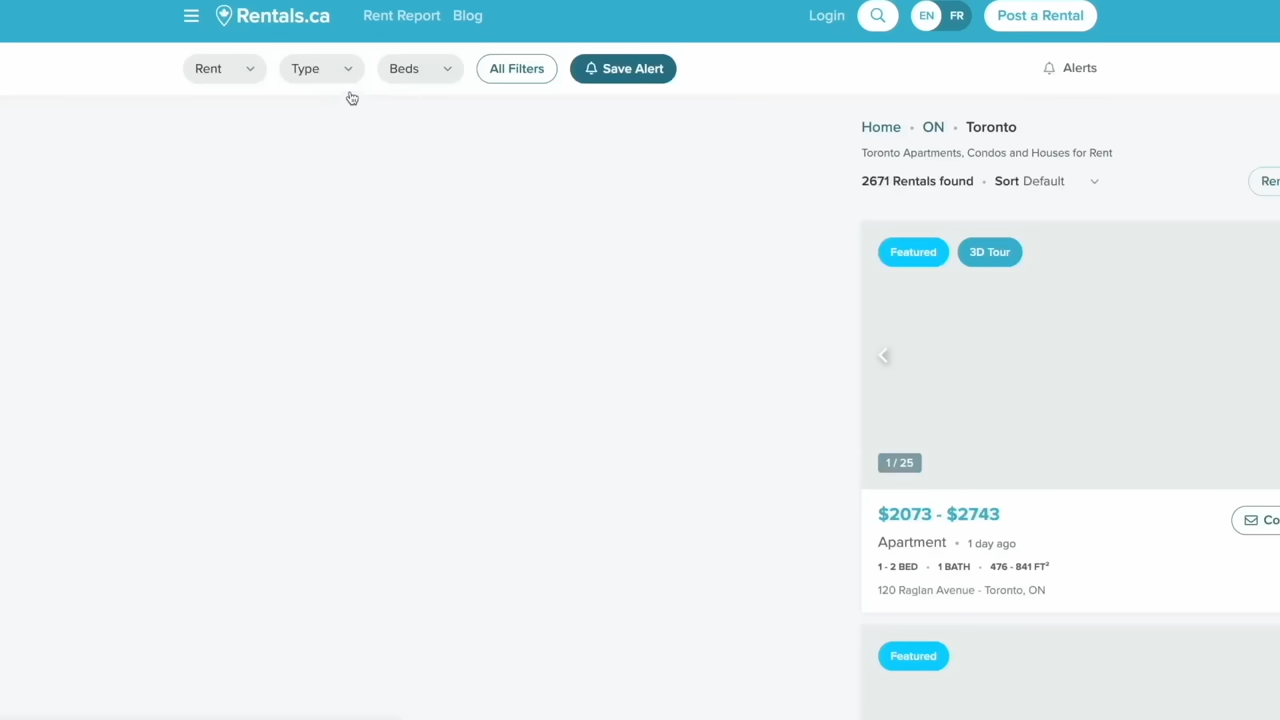 Rentals.ca Rent Report Blog Login EN FR Post a Rental
Rent Type Beds All Filters Save Alert Alerts
Home • ON • Toronto
Toronto Apartments, Condos and Houses for Rent
2671 Rentals found • Sort Default
Featured 3D Tour
1 / 25
$2073 - $2743
Apartment • 1 day ago
1 - 2 BED • 1 BATH • 476 - 841 FT²
120 Raglan Avenue - Toronto, ON
Featured